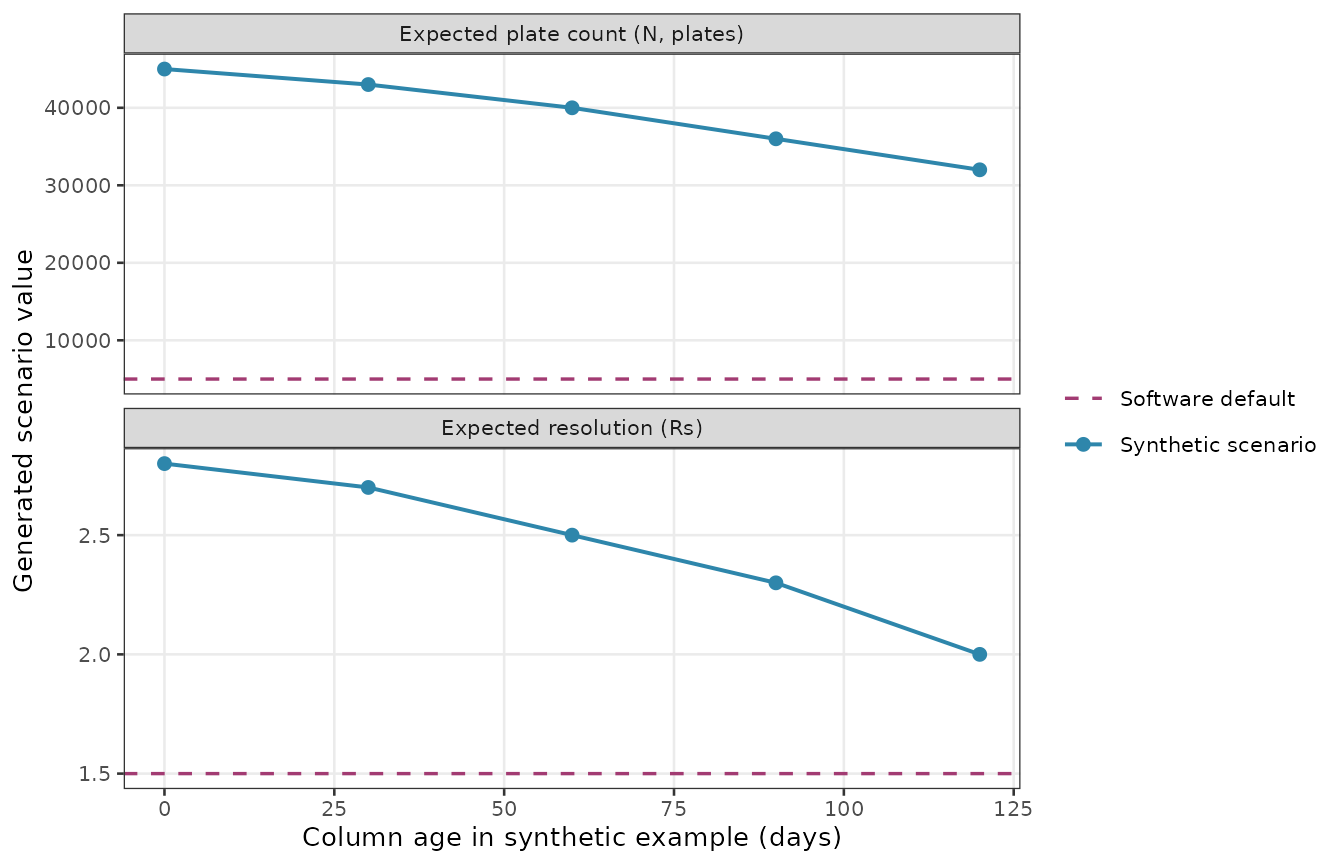 Expected plate count (N, plates)
40000
30000
20000
10000
Generated scenario value
Expected resolution (Rs)
2.5
2.0
1.5
0 25 50 75 100 125
Column age in synthetic example (days)
Software default
Synthetic scenario